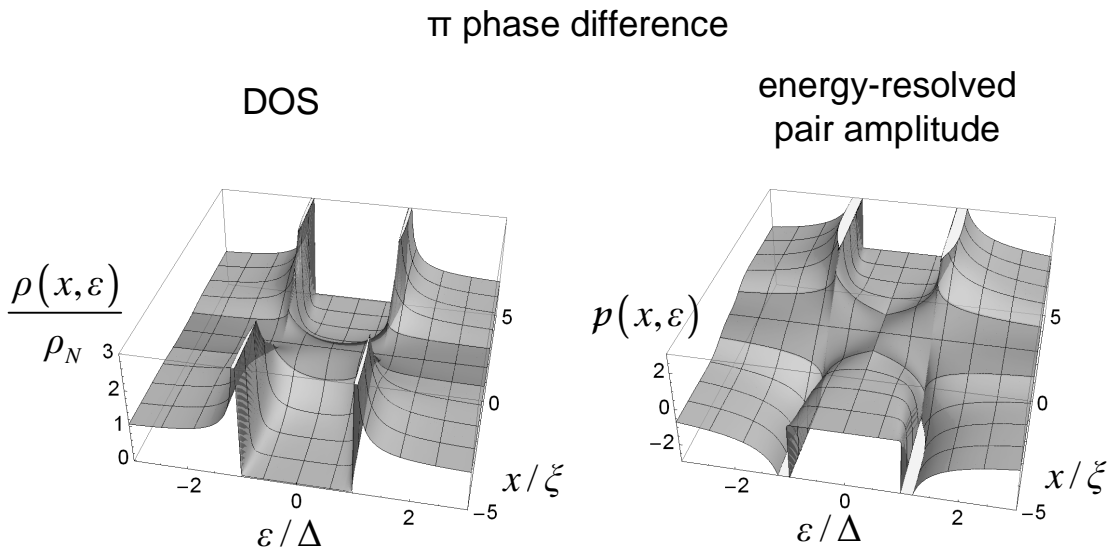 π phase difference
DOS
energy-resolved
pair amplitude
ρ(x,ε)
ρ_N
3
2
1
0
−2
0
2
ε/Δ
5
0
−5
x/ξ
p(x,ε)
2
0
−2
−2
0
2
ε/Δ
5
0
−5
x/ξ